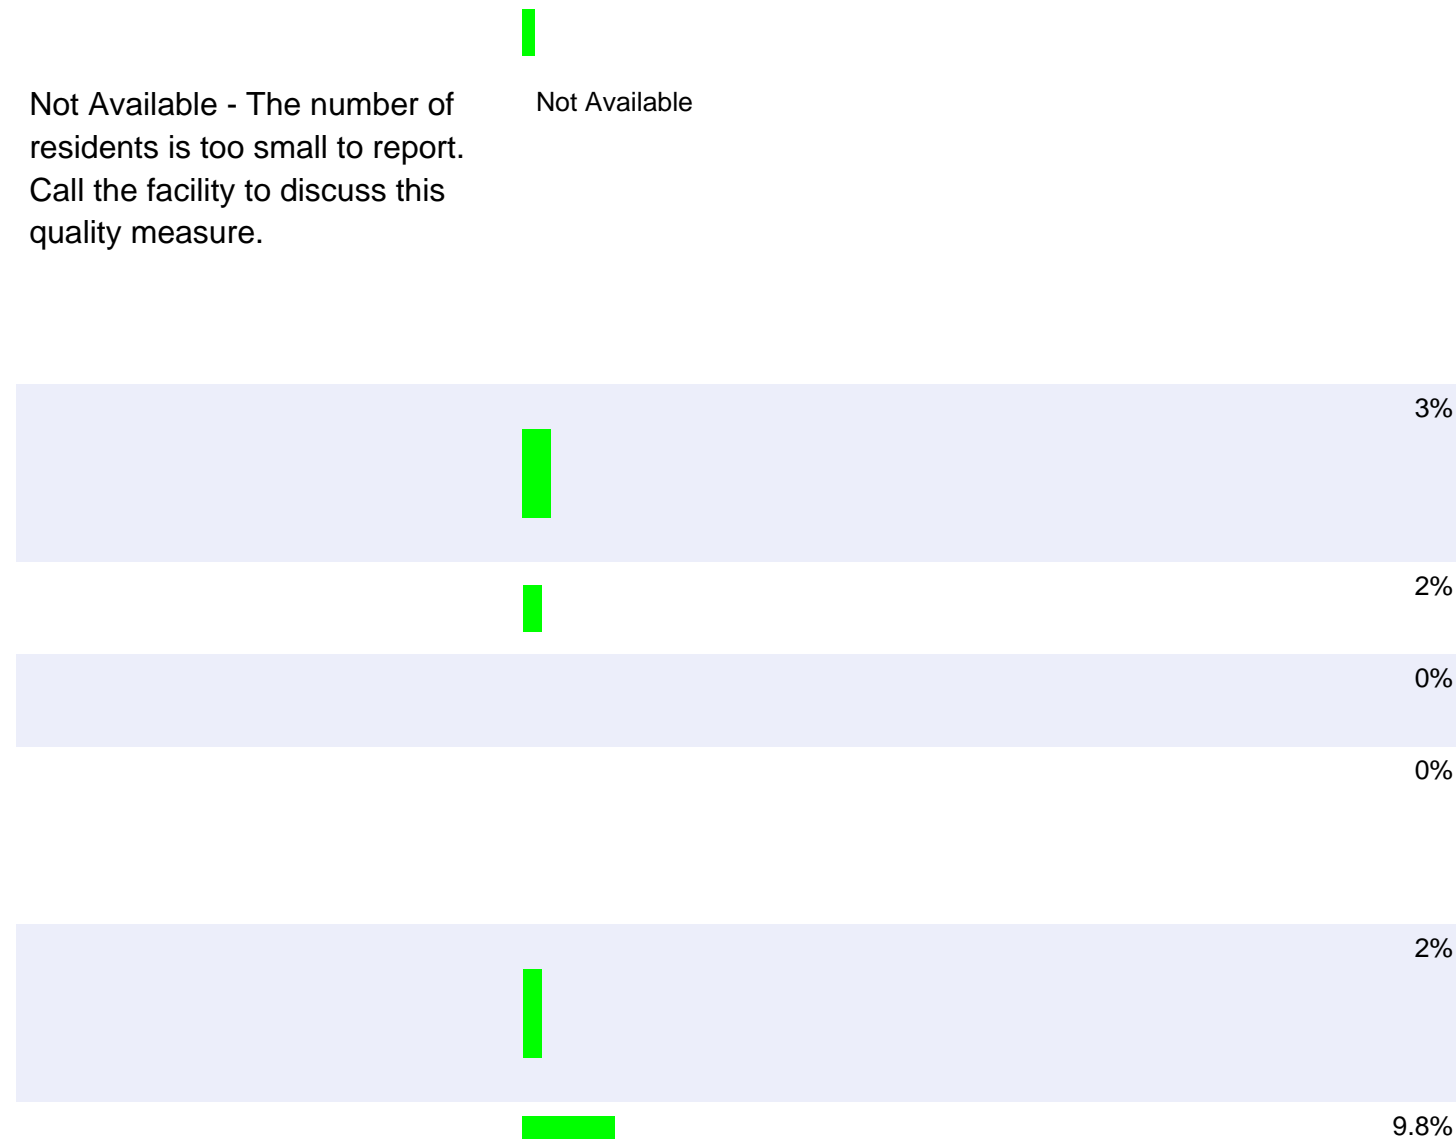 Not Available - The number of
residents is too small to report.
Call the facility to discuss this
quality measure.
Not Available
3%
2%
0%
0%
2%
9.8%